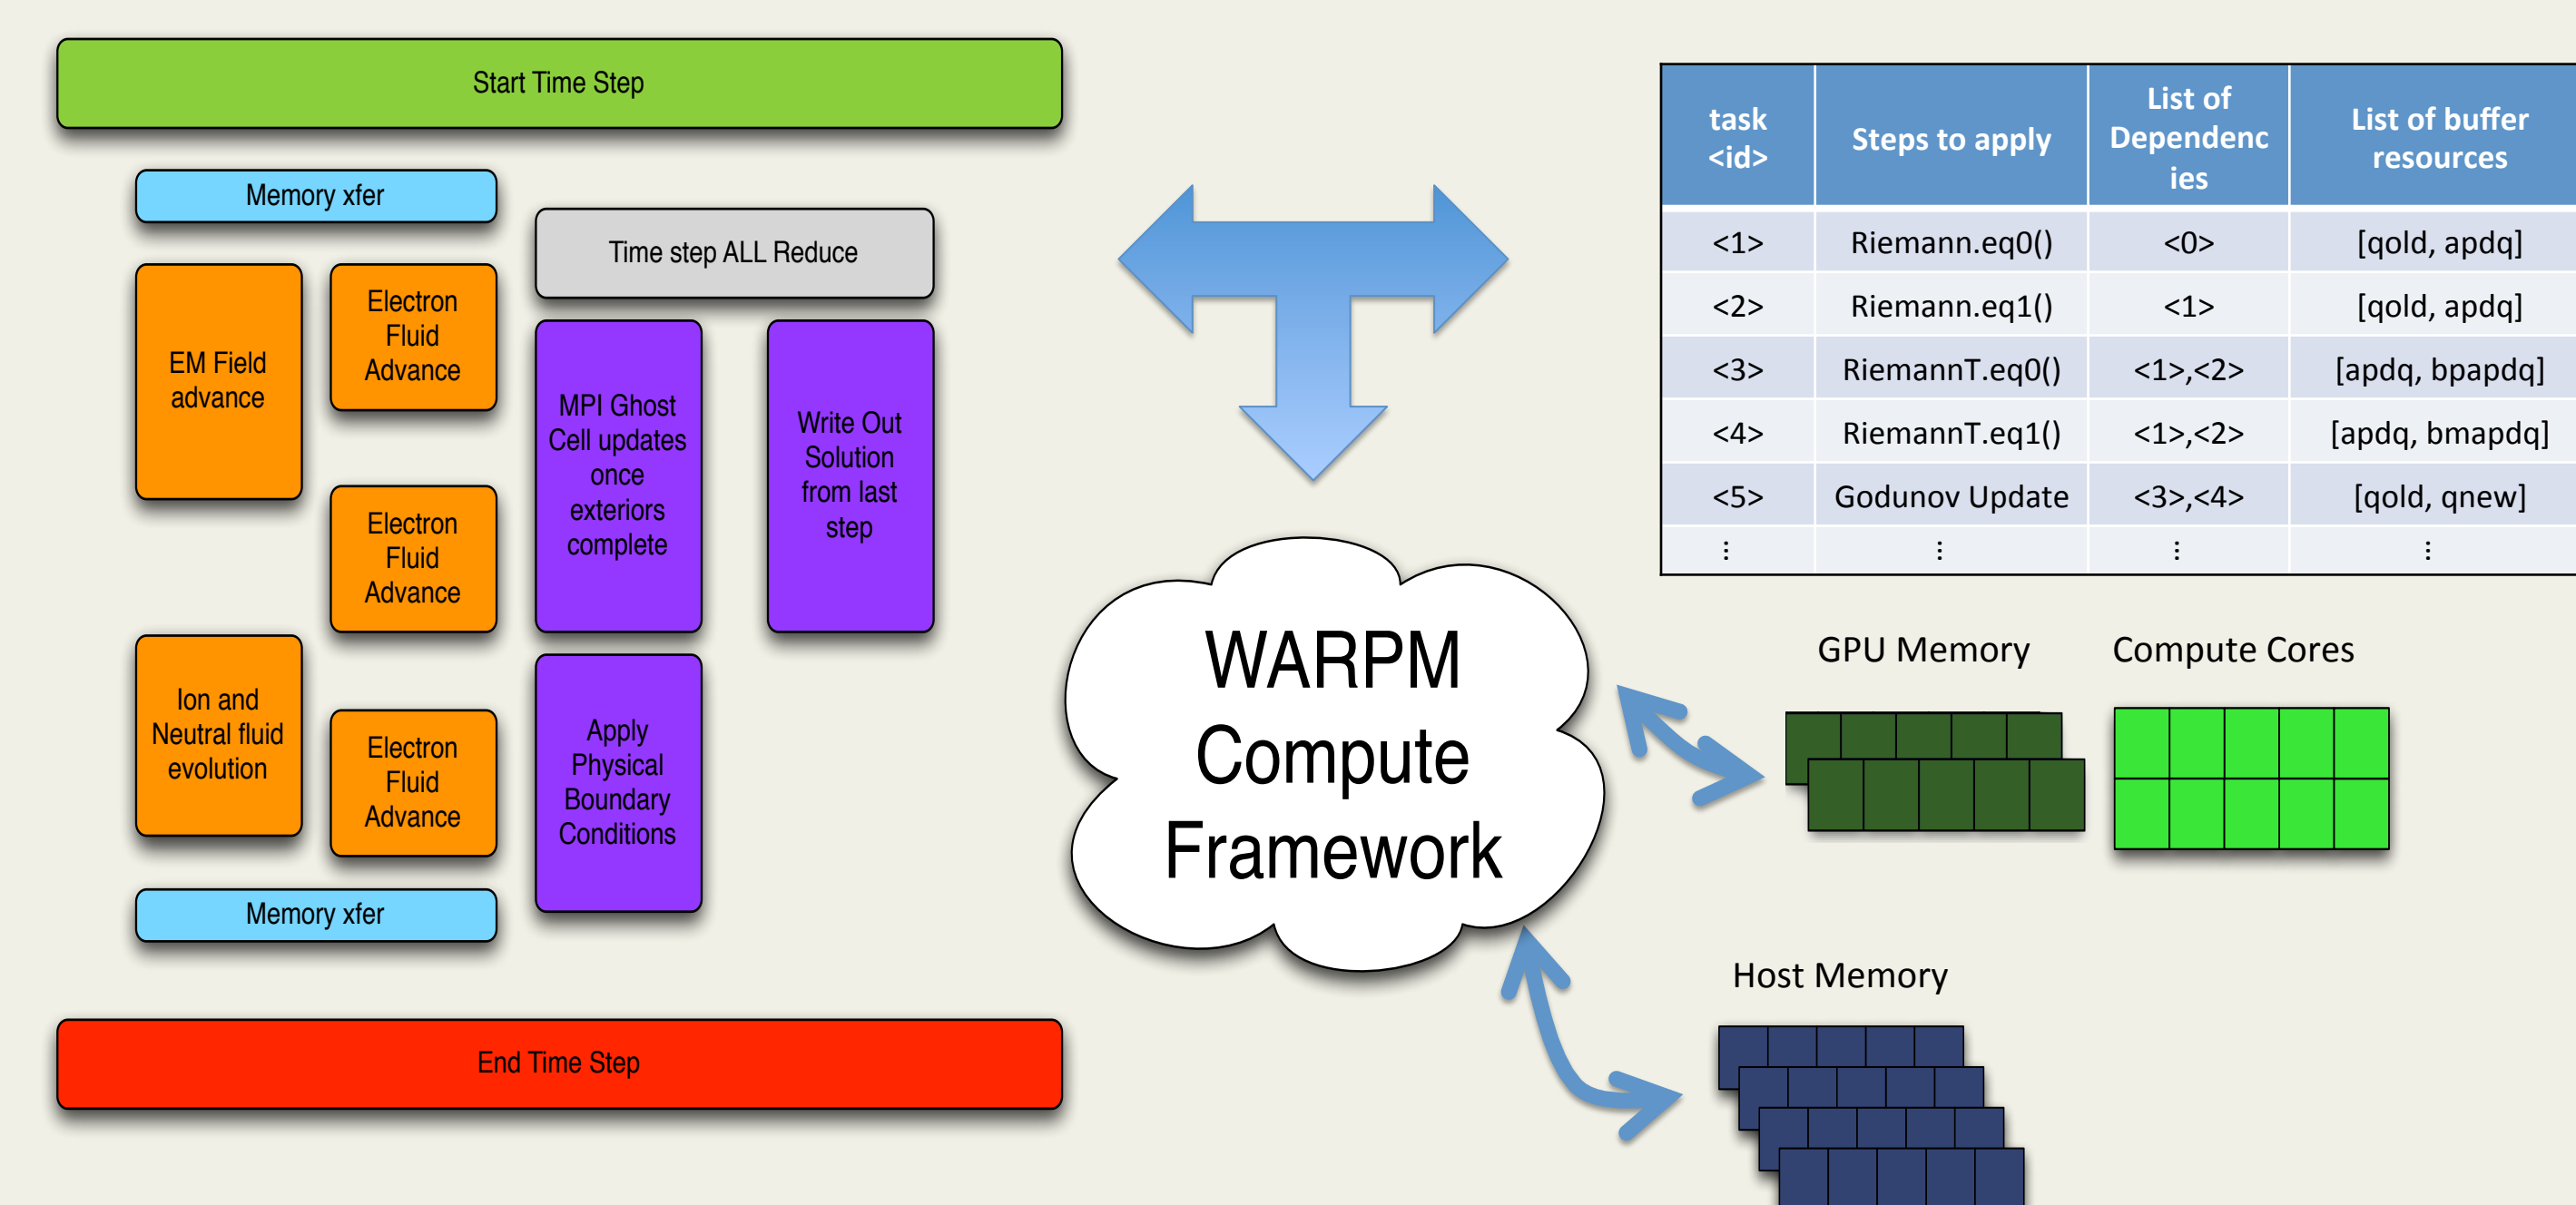 Start Time Step
Memory xfer
Time step ALL Reduce
EM Field
advance
Electron
Fluid
Advance
Electron
Fluid
Advance
Ion and
Neutral fluid
evolution
Electron
Fluid
Advance
MPI Ghost
Cell updates
once
exteriors
complete
Write Out
Solution
from last
step
Apply
Physical
Boundary
Conditions
Memory xfer
End Time Step
WARPM
Compute
Framework
task
<id>
Steps to apply
List of
Dependenc
ies
List of buffer
resources
<1> Riemann.eq0() <0> [qold, apdq]
<2> Riemann.eq1() <1> [qold, apdq]
<3> RiemannT.eq0() <1>,<2> [apdq, bpapdq]
<4> RiemannT.eq1() <1>,<2> [apdq, bmapdq]
<5> Godunov Update <3>,<4> [qold, qnew]
⋮ ⋮ ⋮ ⋮
GPU Memory
Compute Cores
Host Memory